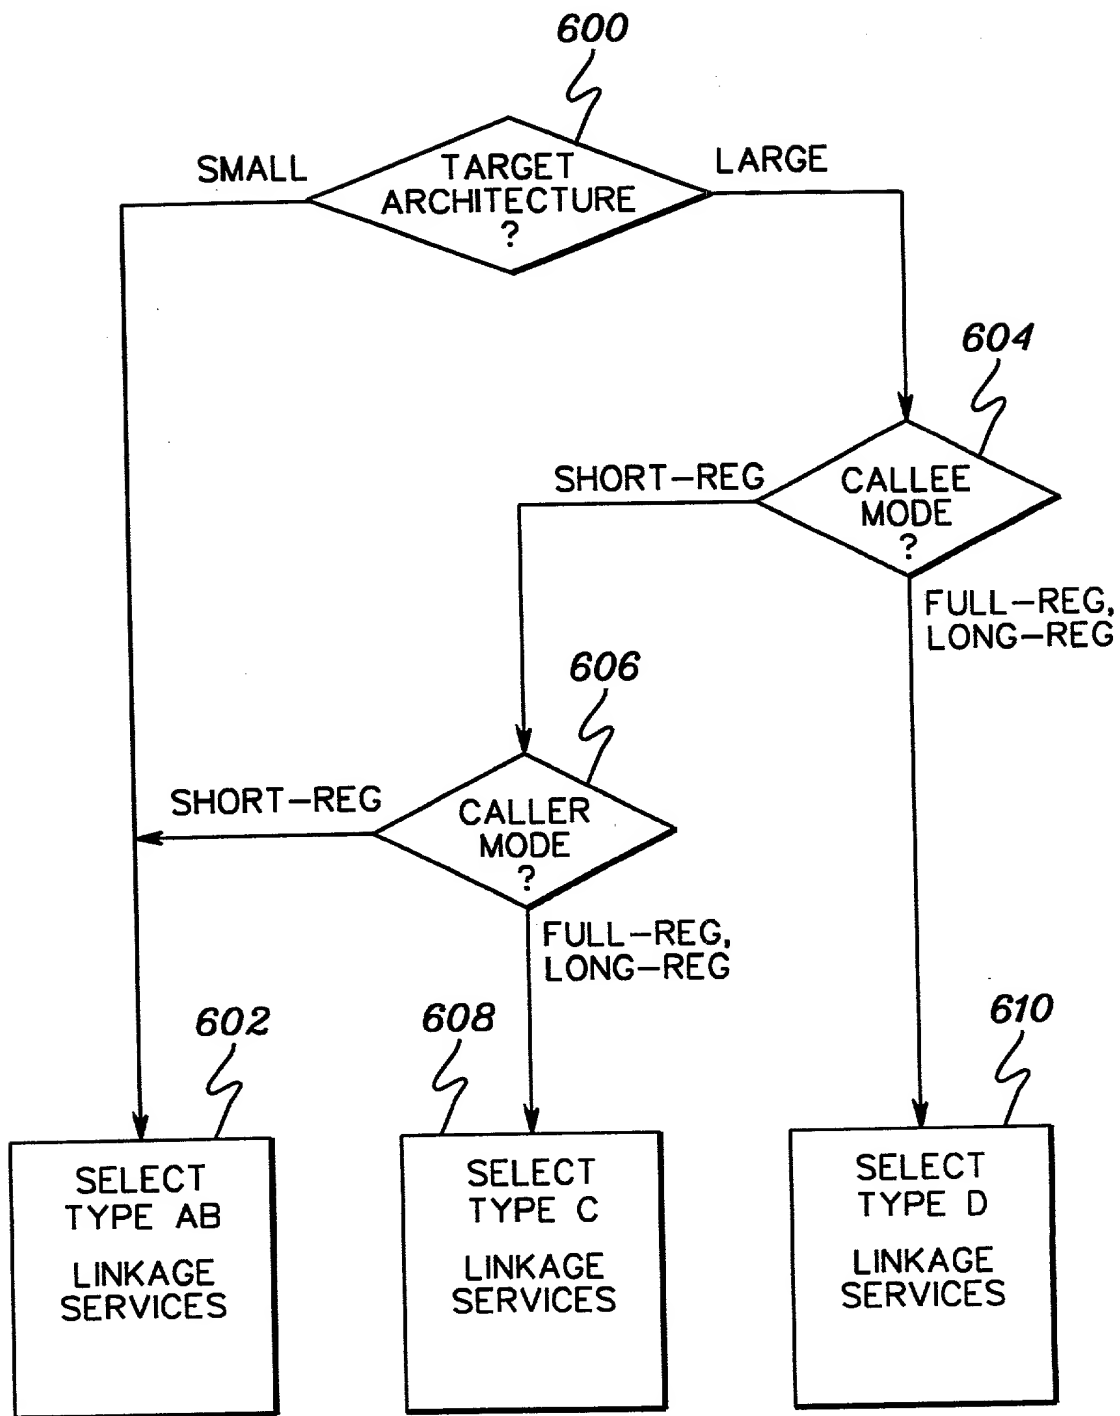 600
TARGET
ARCHITECTURE
?
SMALL
LARGE
604
CALLEE
MODE
?
SHORT-REG
FULL-REG,
LONG-REG
606
CALLER
MODE
?
SHORT-REG
FULL-REG,
LONG-REG
602
SELECT
TYPE AB
LINKAGE
SERVICES
608
SELECT
TYPE C
LINKAGE
SERVICES
610
SELECT
TYPE D
LINKAGE
SERVICES